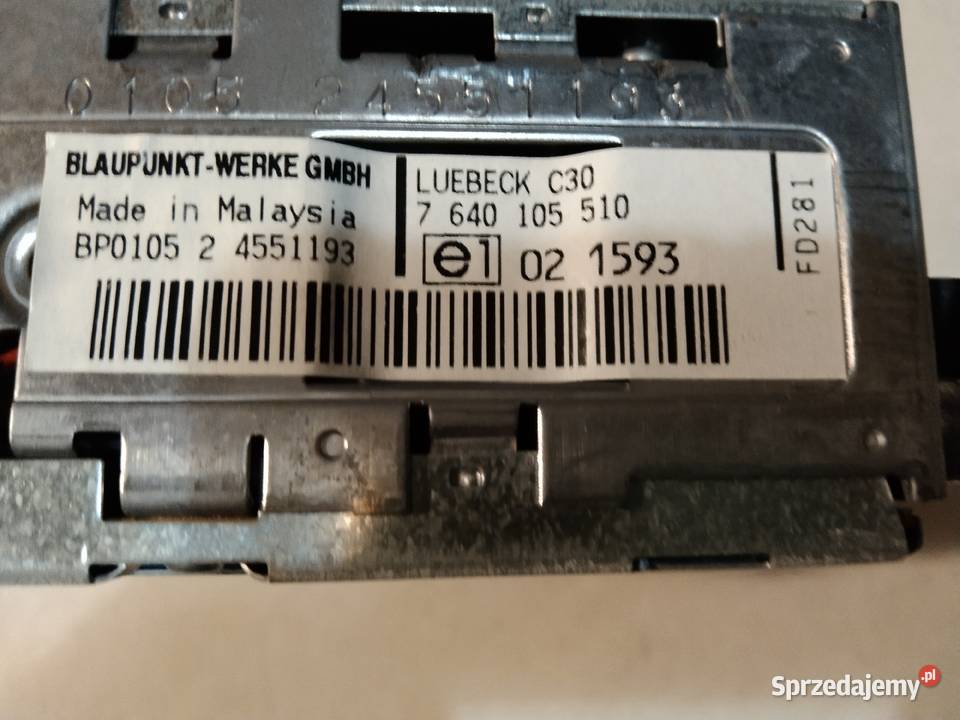 0105 24551193
BLAUPUNKT-WERKE GMBH
Made in Malaysia
BP0105 2 4551193
LUEBECK C30
7 640 105 510
e1 02 1593
FD281
Sprzedajemy.pl